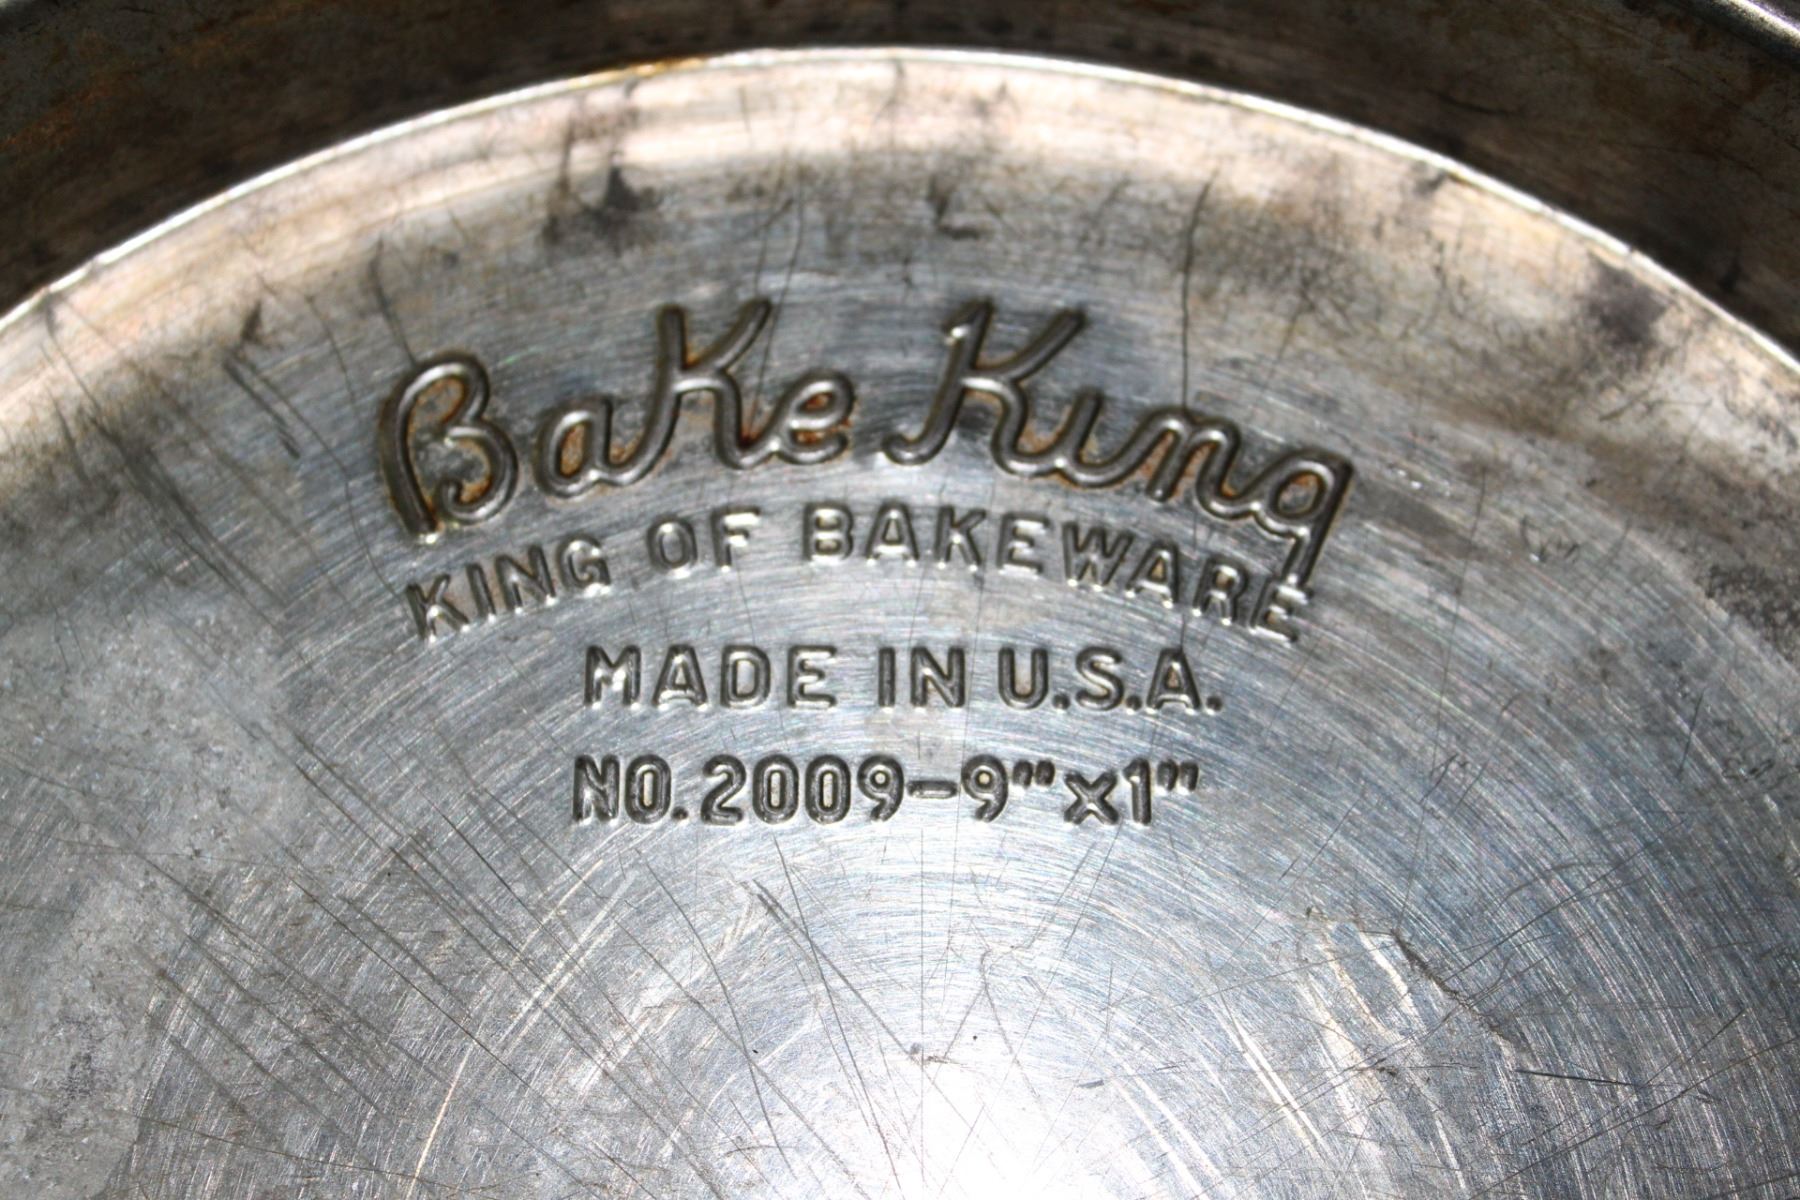 Bake King
KING OF BAKEWARE
MADE IN U.S.A.
NO. 2009-9"x1"